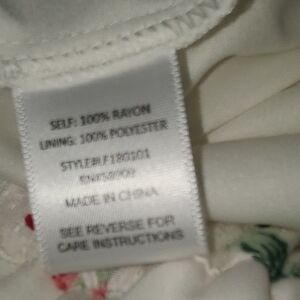 SELF: 100% RAYON
LINING: 100% POLYESTER
STYLE#LF180101
MADE IN CHINA
SEE REVERSE FOR
CARE INSTRUCTIONS